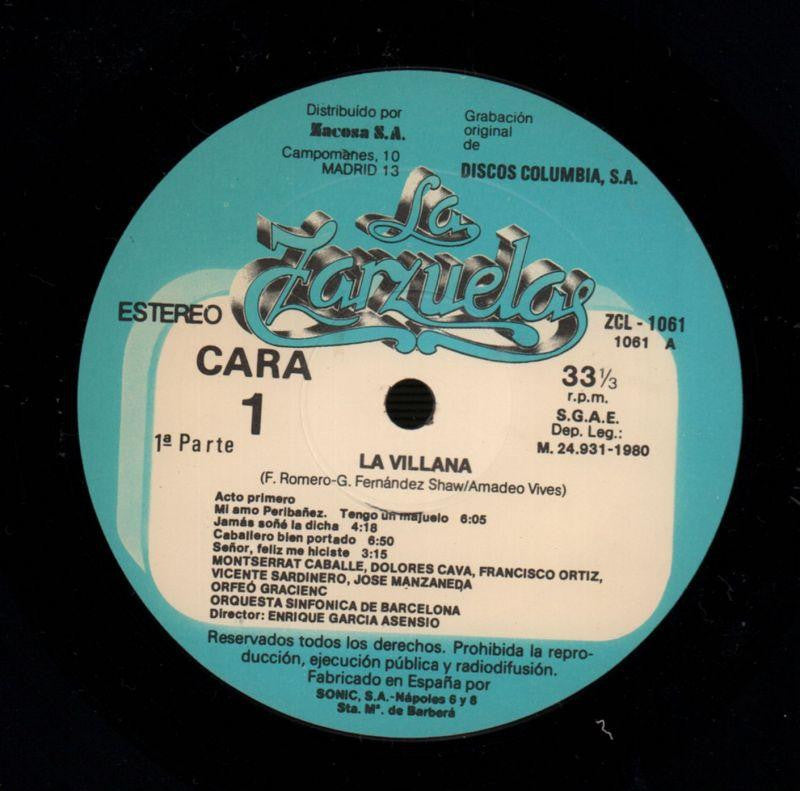 Distribuído por
Zacosa S.A.
Campomanes, 10
MADRID 13
Grabación
original
de
DISCOS COLUMBIA, S.A.
La
Zarzuelas
ESTEREO
ZCL - 1061
1061 A
CARA
1
1ª Parte
33 1/3
r.p.m.
S.G.A.E.
Dep. Leg.:
M. 24.931-1980
LA VILLANA
(F. Romero-G. Fernández Shaw/Amadeo Vives)
Acto primero
Mi amo Peribañez. Tengo un majuelo 6:05
Jamás soñé la dicha 4:18
Caballero bien portado 6:50
Señor, feliz me hiciste 3:15
MONTSERRAT CABALLE, DOLORES CAVA, FRANCISCO ORTIZ,
VICENTE SARDINERO, JOSE MANZANEDA
ORFEÓ GRACIENC
ORQUESTA SINFONICA DE BARCELONA
Director: ENRIQUE GARCIA ASENSIO
Reservados todos los derechos. Prohibida la repro-
ducción, ejecución pública y radiodifusión.
Fabricado en España por
SONIC, S.A.-Nápoles 6 y 8
Sta. Mª. de Barberá